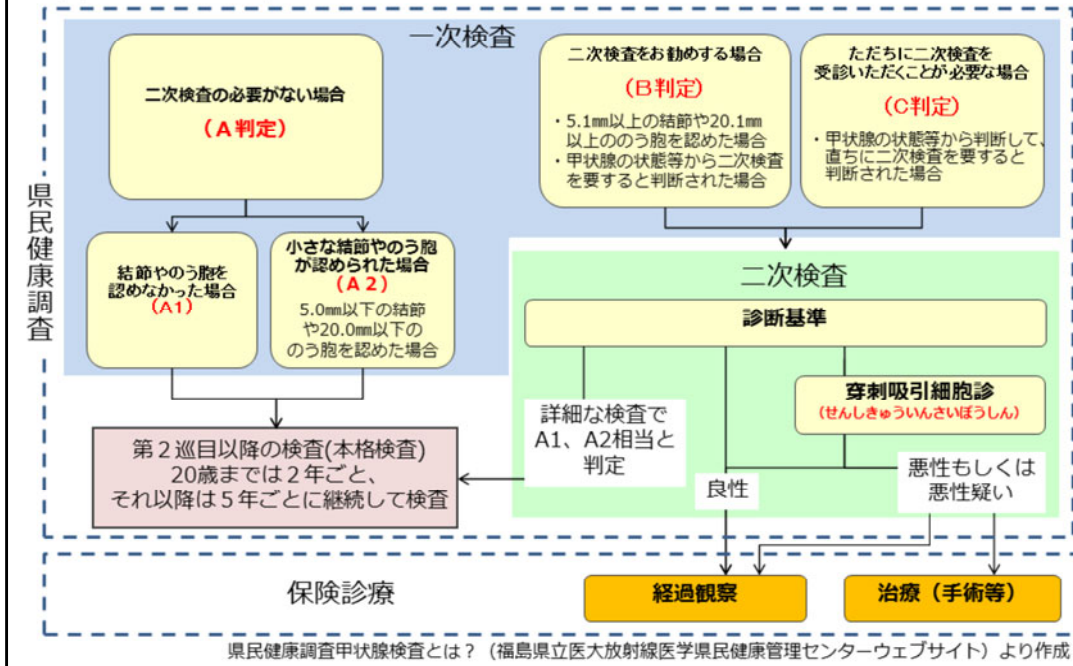 県民健康調査
一次検査
二次検査の必要がない場合
(A判定)
二次検査をお勧めする場合
(B判定)
・5.1㎜以上の結節や20.1㎜
以上ののう胞を認めた場合
・甲状腺の状態等から二次検査
を要すると判断された場合
ただちに二次検査を
受診いただくことが必要な場合
(C判定)
・甲状腺の状態等から判断して、
直ちに二次検査を要すると
判断された場合
結節やのう胞を
認めなかった場合
(A1)
小さな結節やのう胞
が認められた場合
(A2)
5.0㎜以下の結節
や20.0㎜以下の
のう胞を認めた場合
二次検査
診断基準
穿刺吸引細胞診
(せんしきゅういんさいぼうしん)
詳細な検査で
A1、A2相当と
判定
良性
悪性もしくは
悪性疑い
第2巡目以降の検査(本格検査)
20歳までは2年ごと、
それ以降は5年ごとに継続して検査
保険診療
経過観察
治療(手術等)
県民健康調査甲状腺検査とは?(福島県立医大放射線医学県民健康管理センターウェブサイト)より作成